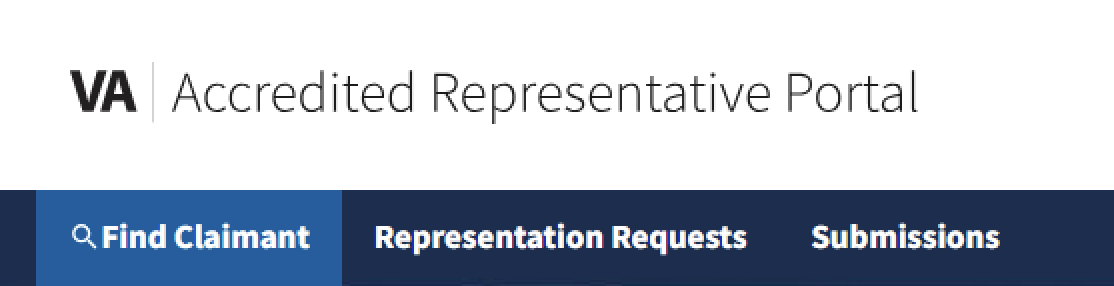 VA Accredited Representative Portal
Find Claimant Representation Requests Submissions